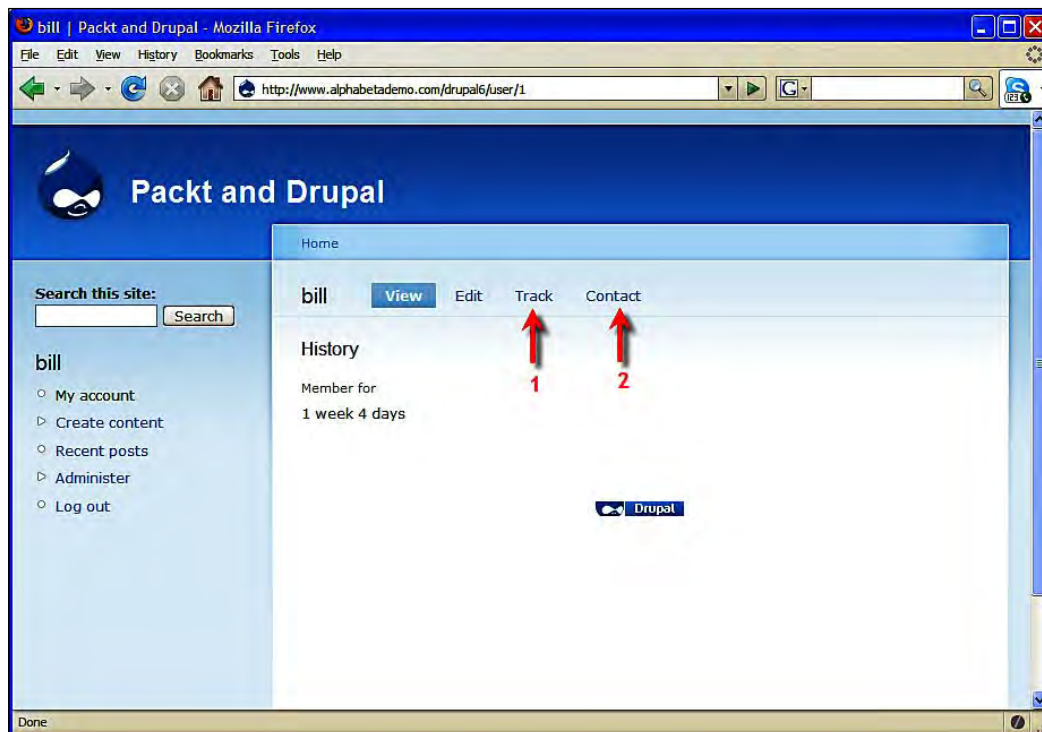 bill | Packt and Drupal - Mozilla Firefox
File Edit View History Bookmarks Tools Help
http://www.alphabetademo.com/drupal6/user/1
G
123
Packt and Drupal
Home
Search this site:
Search
bill View Edit Track Contact
History
1
2
Member for
1 week 4 days
bill
My account
Create content
Recent posts
Administer
Log out
Drupal
Done